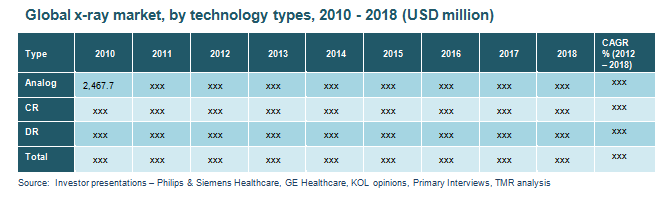 Global x-ray market, by technology types, 2010 - 2018 (USD million)
Type 2010 2011 2012 2013 2014 2015 2016 2017 2018 CAGR % (2012 – 2018)
Analog 2,467.7 xxx xxx xxx xxx xxx xxx xxx xxx xxx
CR xxx xxx xxx xxx xxx xxx xxx xxx xxx xxx
DR xxx xxx xxx xxx xxx xxx xxx xxx xxx xxx
Total xxx xxx xxx xxx xxx xxx xxx xxx xxx xxx
Source: Investor presentations – Philips & Siemens Healthcare, GE Healthcare, KOL opinions, Primary Interviews, TMR analysis